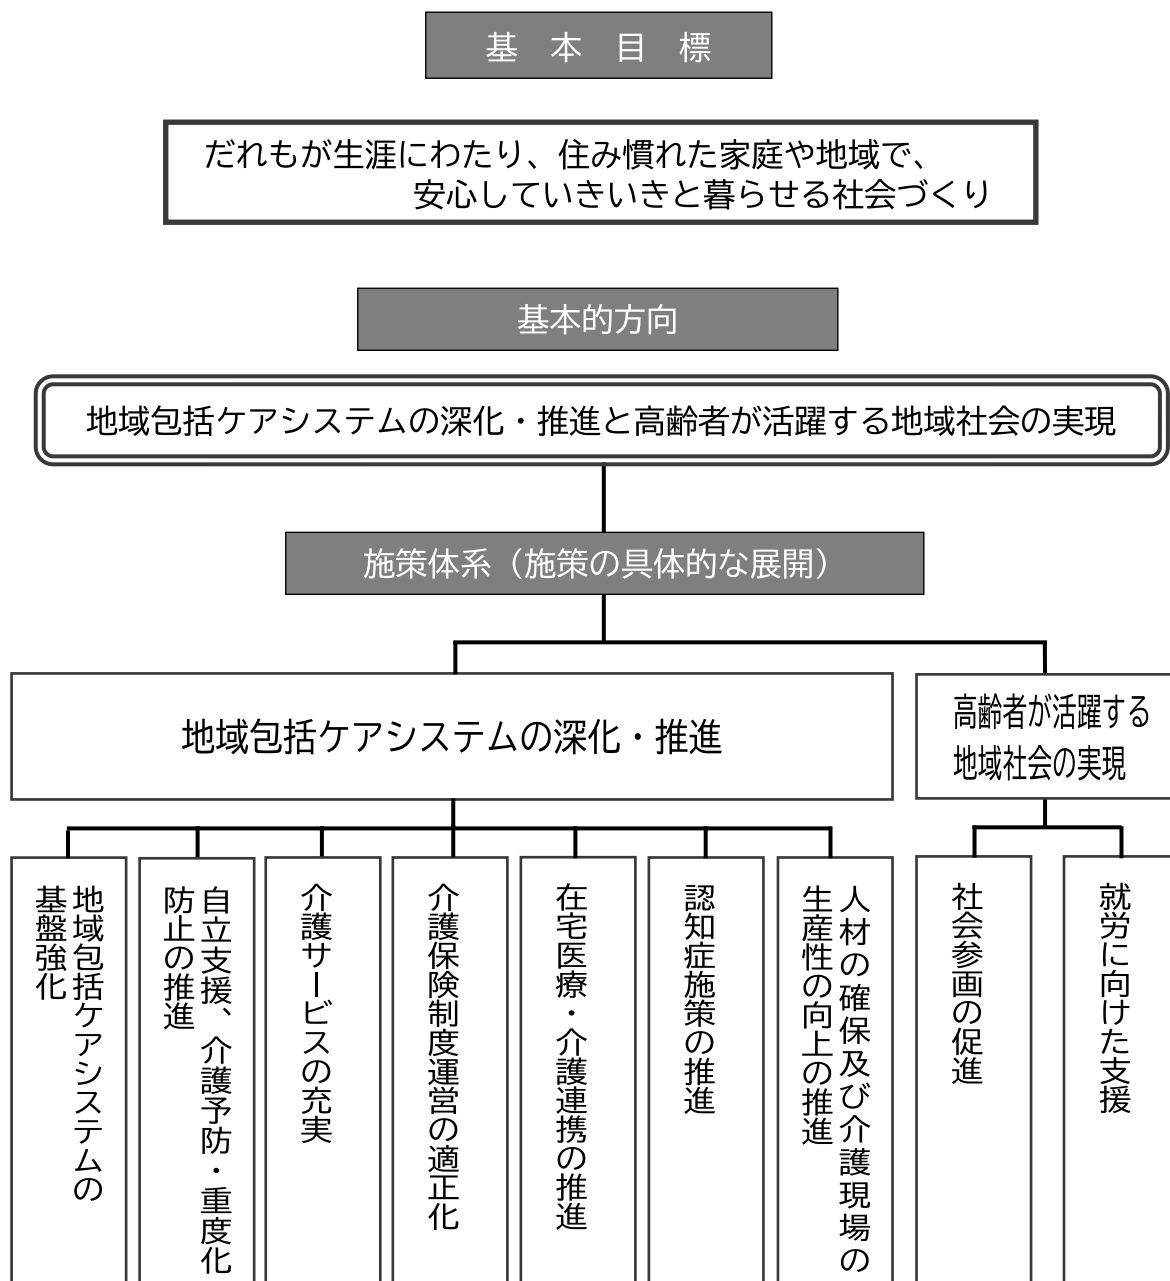 基　本　目　標
だれもが生涯にわたり、住み慣れた家庭や地域で、
安心していきいきと暮らせる社会づくり
基本的方向
地域包括ケアシステムの深化・推進と高齢者が活躍する地域社会の実現
施策体系（施策の具体的な展開）
地域包括ケアシステムの深化・推進
高齢者が活躍する
地域社会の実現
地域包括ケアシステムの
基盤強化
自立支援、介護予防・重度化
防止の推進
介護サービスの充実
介護保険制度運営の適正化
在宅医療・介護連携の推進
認知症施策の推進
人材の確保及び介護現場の
生産性の向上の推進
社会参画の促進
就労に向けた支援